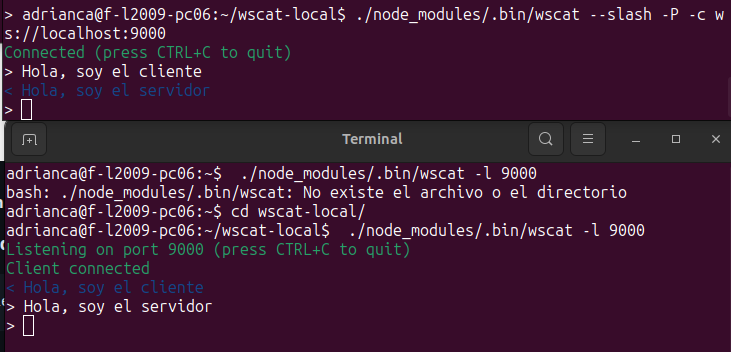 > adrianca@f-l2009-pc06:~/wscat-local$ ./node_modules/.bin/wscat --slash -P -c w
s://localhost:9000
Connected (press CTRL+C to quit)
> Hola, soy el cliente
< Hola, soy el servidor
>
Terminal
adrianca@f-l2009-pc06:~$  ./node_modules/.bin/wscat -l 9000
bash: ./node_modules/.bin/wscat: No existe el archivo o el directorio
adrianca@f-l2009-pc06:~$ cd wscat-local/
adrianca@f-l2009-pc06:~/wscat-local$  ./node_modules/.bin/wscat -l 9000
Listening on port 9000 (press CTRL+C to quit)
Client connected
< Hola, soy el cliente
> Hola, soy el servidor
>